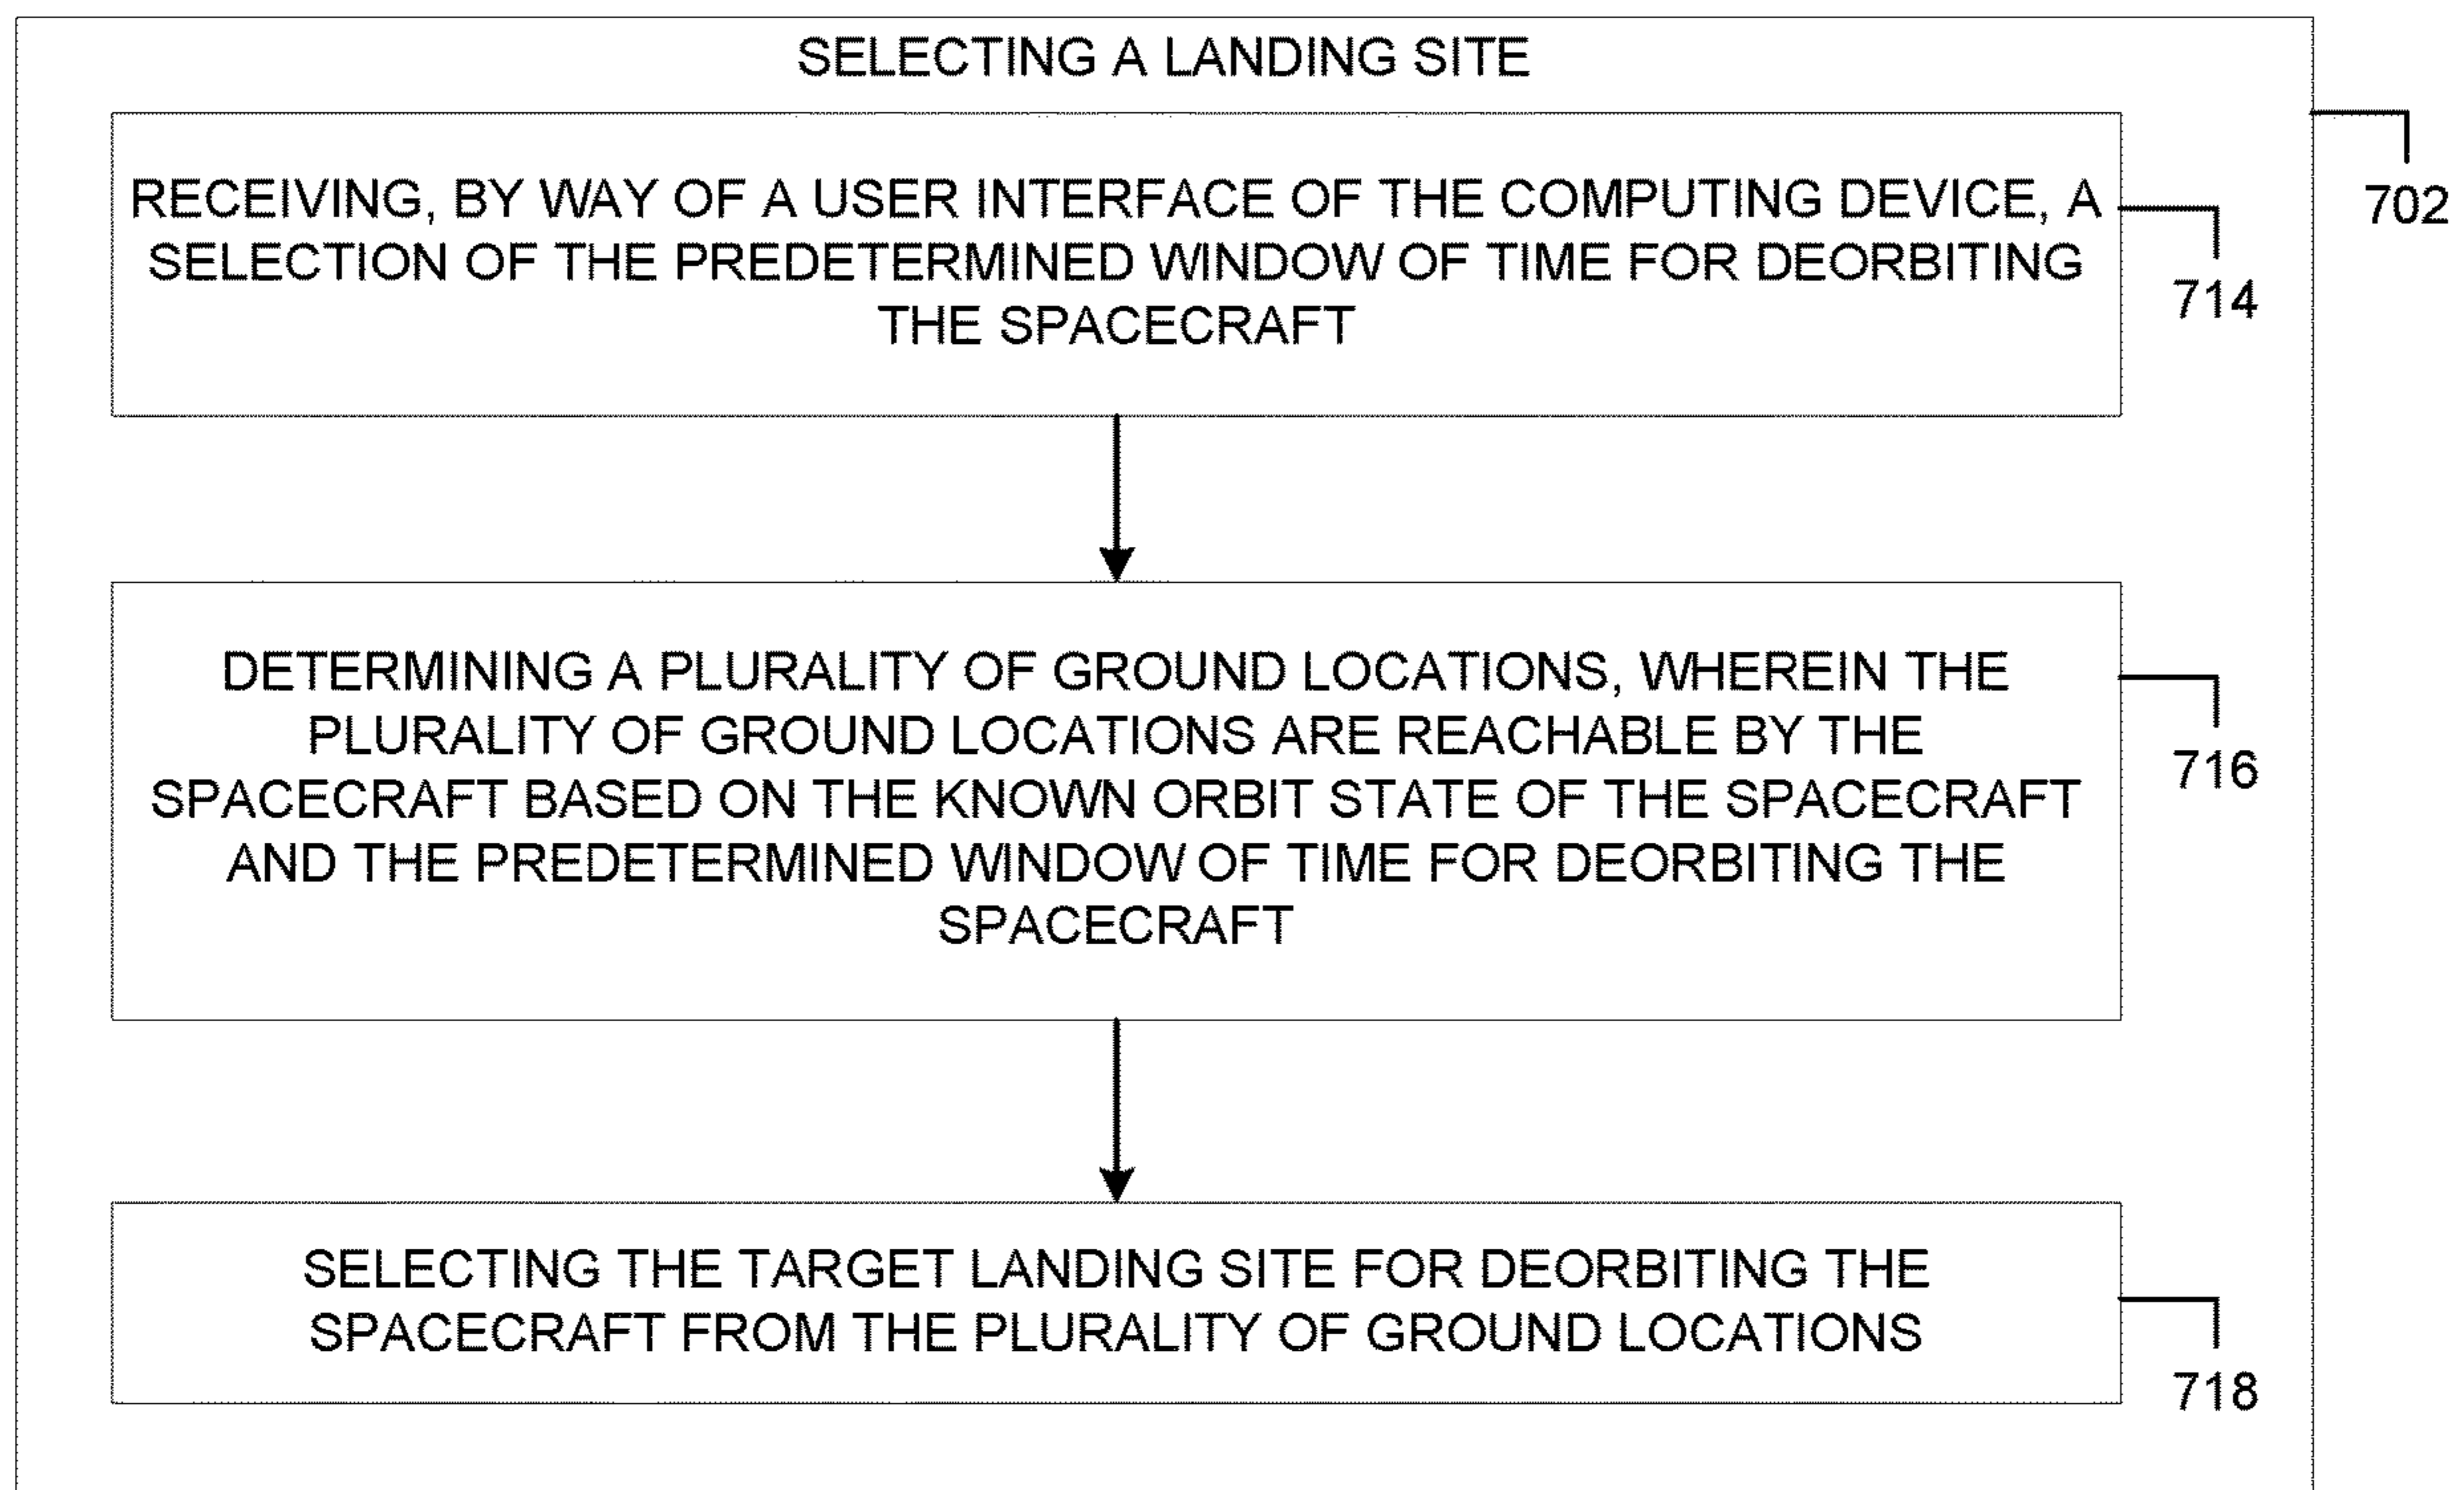 SELECTING A LANDING SITE
RECEIVING, BY WAY OF A USER INTERFACE OF THE COMPUTING DEVICE, A
SELECTION OF THE PREDETERMINED WINDOW OF TIME FOR DEORBITING
THE SPACECRAFT
702
714
DETERMINING A PLURALITY OF GROUND LOCATIONS, WHEREIN THE
PLURALITY OF GROUND LOCATIONS ARE REACHABLE BY THE
SPACECRAFT BASED ON THE KNOWN ORBIT STATE OF THE SPACECRAFT
AND THE PREDETERMINED WINDOW OF TIME FOR DEORBITING THE
SPACECRAFT
716
SELECTING THE TARGET LANDING SITE FOR DEORBITING THE
SPACECRAFT FROM THE PLURALITY OF GROUND LOCATIONS
718